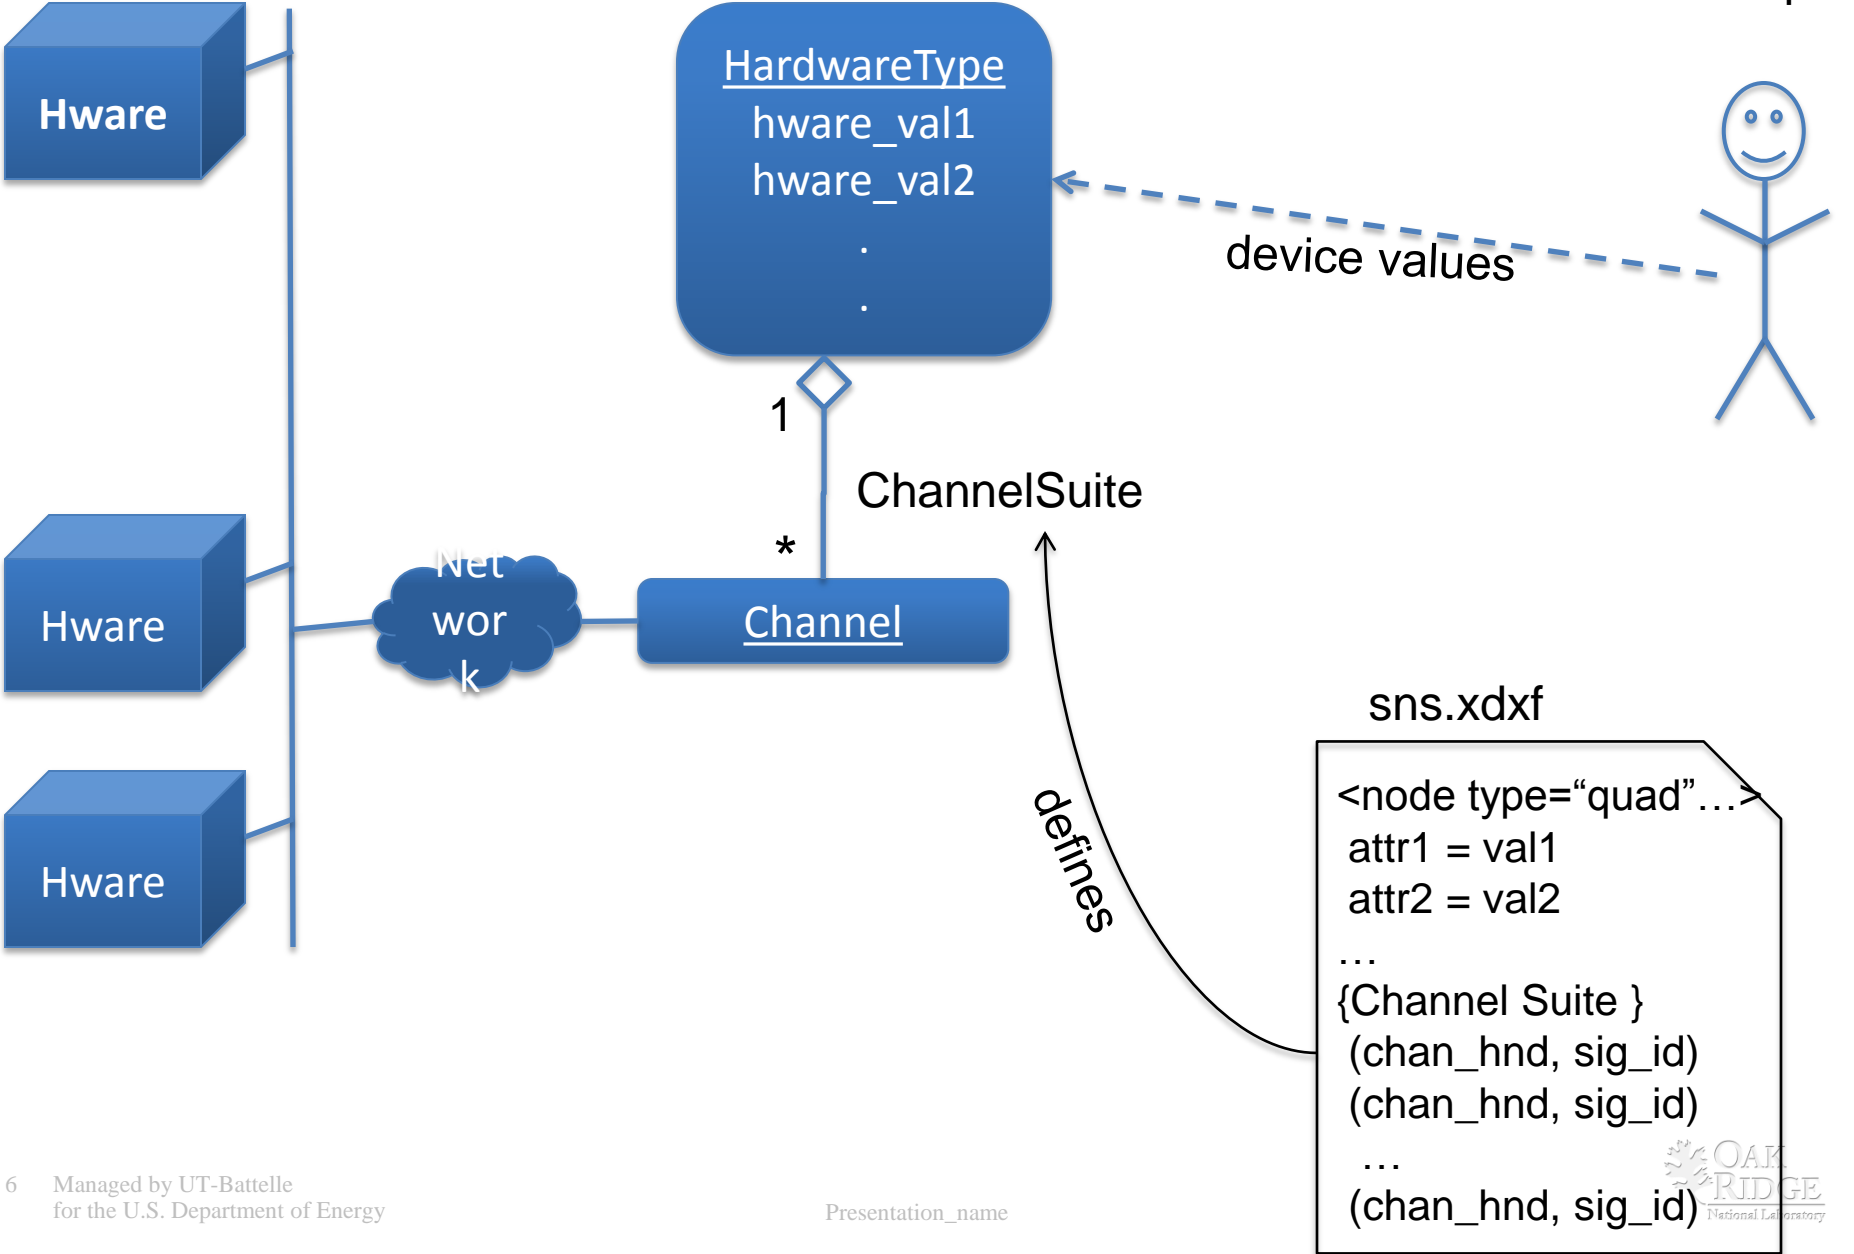 Hware
HardwareType
hware_val1
hware_val2
.
.
device values
1
ChannelSuite
*
Net
wor
k
Channel
Hware
Hware
defines
sns.xdxf
<node type=“quad”…>
attr1 = val1
attr2 = val2
…
{Channel Suite }
(chan_hnd, sig_id)
(chan_hnd, sig_id)
…
(chan_hnd, sig_id)
OAK
RIDGE
National Laboratory
6 Managed by UT-Battelle
for the U.S. Department of Energy
Presentation_name